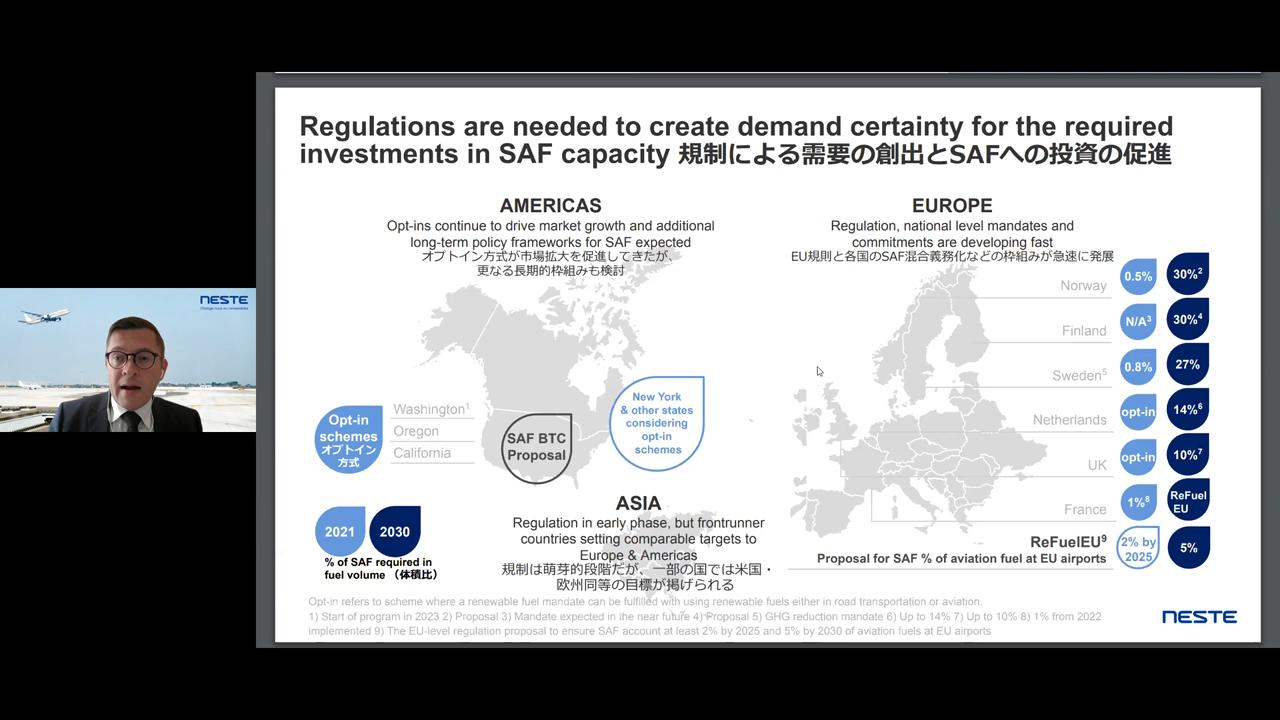 Regulations are needed to create demand certainty for the required
investments in SAF capacity 規制による需要の創出とSAFへの投資の促進
AMERICAS
Opt-ins continue to drive market growth and additional
long-term policy frameworks for SAF expected
オプトイン方式が市場拡大を促進してきたが、
更なる長期的枠組みも検討
Opt-in
schemes
オプトイン
方式
Washington¹
Oregon
California
SAF BTC
Proposal
New York
& other states
considering
opt-in
schemes
2021
2030
% of SAF required in
fuel volume （体積比）
ASIA
Regulation in early phase, but frontrunner
countries setting comparable targets to
Europe & Americas
規制は萌芽的段階だが、一部の国では米国・
欧州同等の目標が掲げられる
EUROPE
Regulation, national level mandates and
commitments are developing fast
EU規則と各国のSAF混合義務化などの枠組みが急速に発展
Norway 0.5% 30%²
Finland N/A³ 30%⁴
Sweden⁵ 0.8% 27%
Netherlands opt-in 14%⁶
UK opt-in 10%⁷
France 1%⁸ ReFuel EU
ReFuelEU⁹
Proposal for SAF % of aviation fuel at EU airports
2% by
2025
5%
Opt-in refers to scheme where a renewable fuel mandate can be fulfilled with using renewable fuels either in road transportation or aviation.
1) Start of program in 2023 2) Proposal 3) Mandate expected in the near future 4) Proposal 5) GHG reduction mandate 6) Up to 14% 7) Up to 10% 8) 1% from 2022
implemented 9) The EU-level regulation proposal to ensure SAF account at least 2% by 2025 and 5% by 2030 of aviation fuels at EU airports
NESTE
NESTE